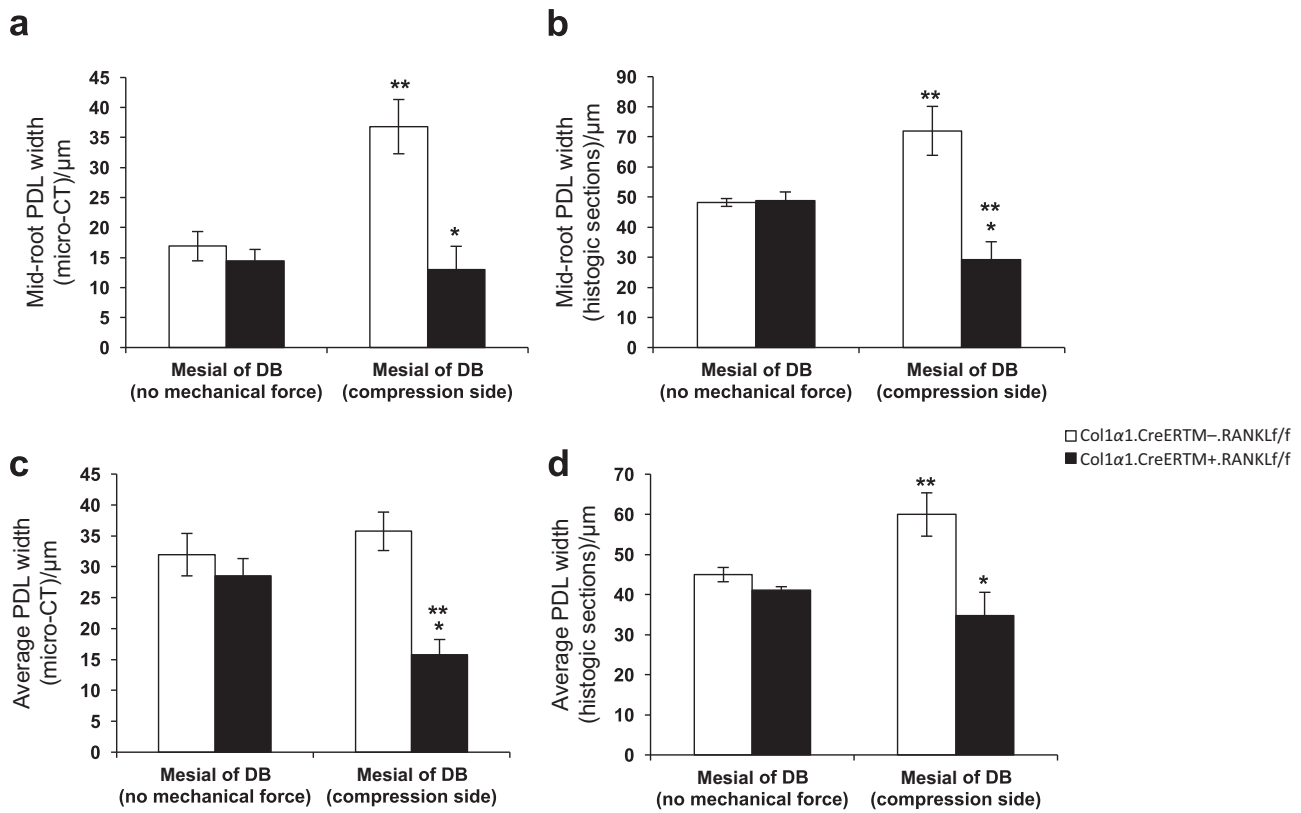 a
Mid-root PDL width
(micro-CT)/µm
45
40
35
30
25
20
15
10
5
0
**
*
Mesial of DB
(no mechanical force)
Mesial of DB
(compression side)
b
Mid-root PDL width
(histogic sections)/µm
90
80
70
60
50
40
30
20
10
0
**
**
*
Mesial of DB
(no mechanical force)
Mesial of DB
(compression side)
Col1α1.CreERTM–.RANKLf/f
Col1α1.CreERTM+.RANKLf/f
c
Average PDL width
(micro-CT)/µm
45
40
35
30
25
20
15
10
5
0
**
*
Mesial of DB
(no mechanical force)
Mesial of DB
(compression side)
d
Average PDL width
(histogic sections)/µm
70
60
50
40
30
20
10
0
**
*
Mesial of DB
(no mechanical force)
Mesial of DB
(compression side)